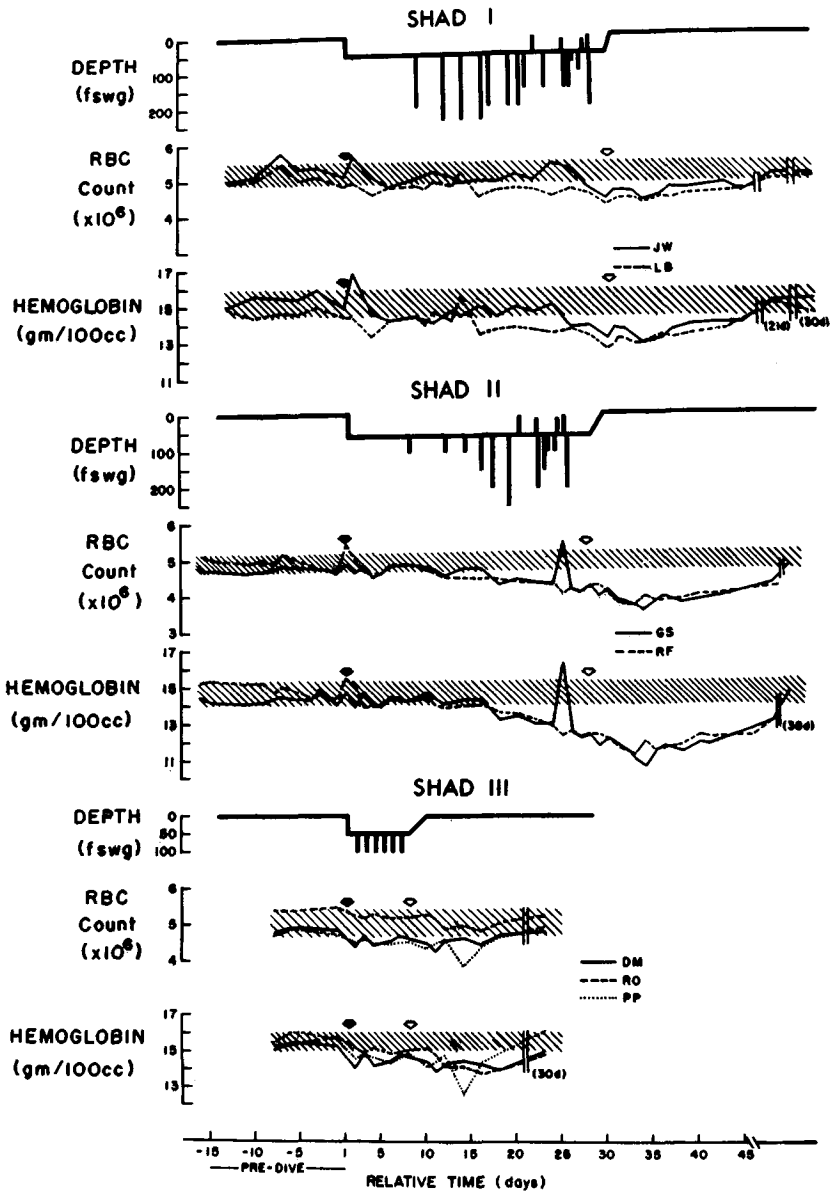 SHAD I
0
DEPTH
100
(fswg)
200
RBC
6
Count
5
(x10⁶)
4
JW
LB
17
HEMOGLOBIN
15
(gm/100cc)
13
11
(21d)
(30d)
SHAD II
0
DEPTH
100
(fswg)
200
RBC
6
Count
5
(x10⁶)
4
3
GS
RF
17
HEMOGLOBIN
15
(gm/100cc)
13
11
(38d)
SHAD III
DEPTH
0
50
(fswg)
100
RBC
6
Count
5
(x10⁶)
4
DM
RO
PP
HEMOGLOBIN
17
15
(gm/100cc)
13
(30d)
-15 -10 -5 1 5 10 15 20 26 30 35 40 45
PRE-DIVE
RELATIVE TIME (days)